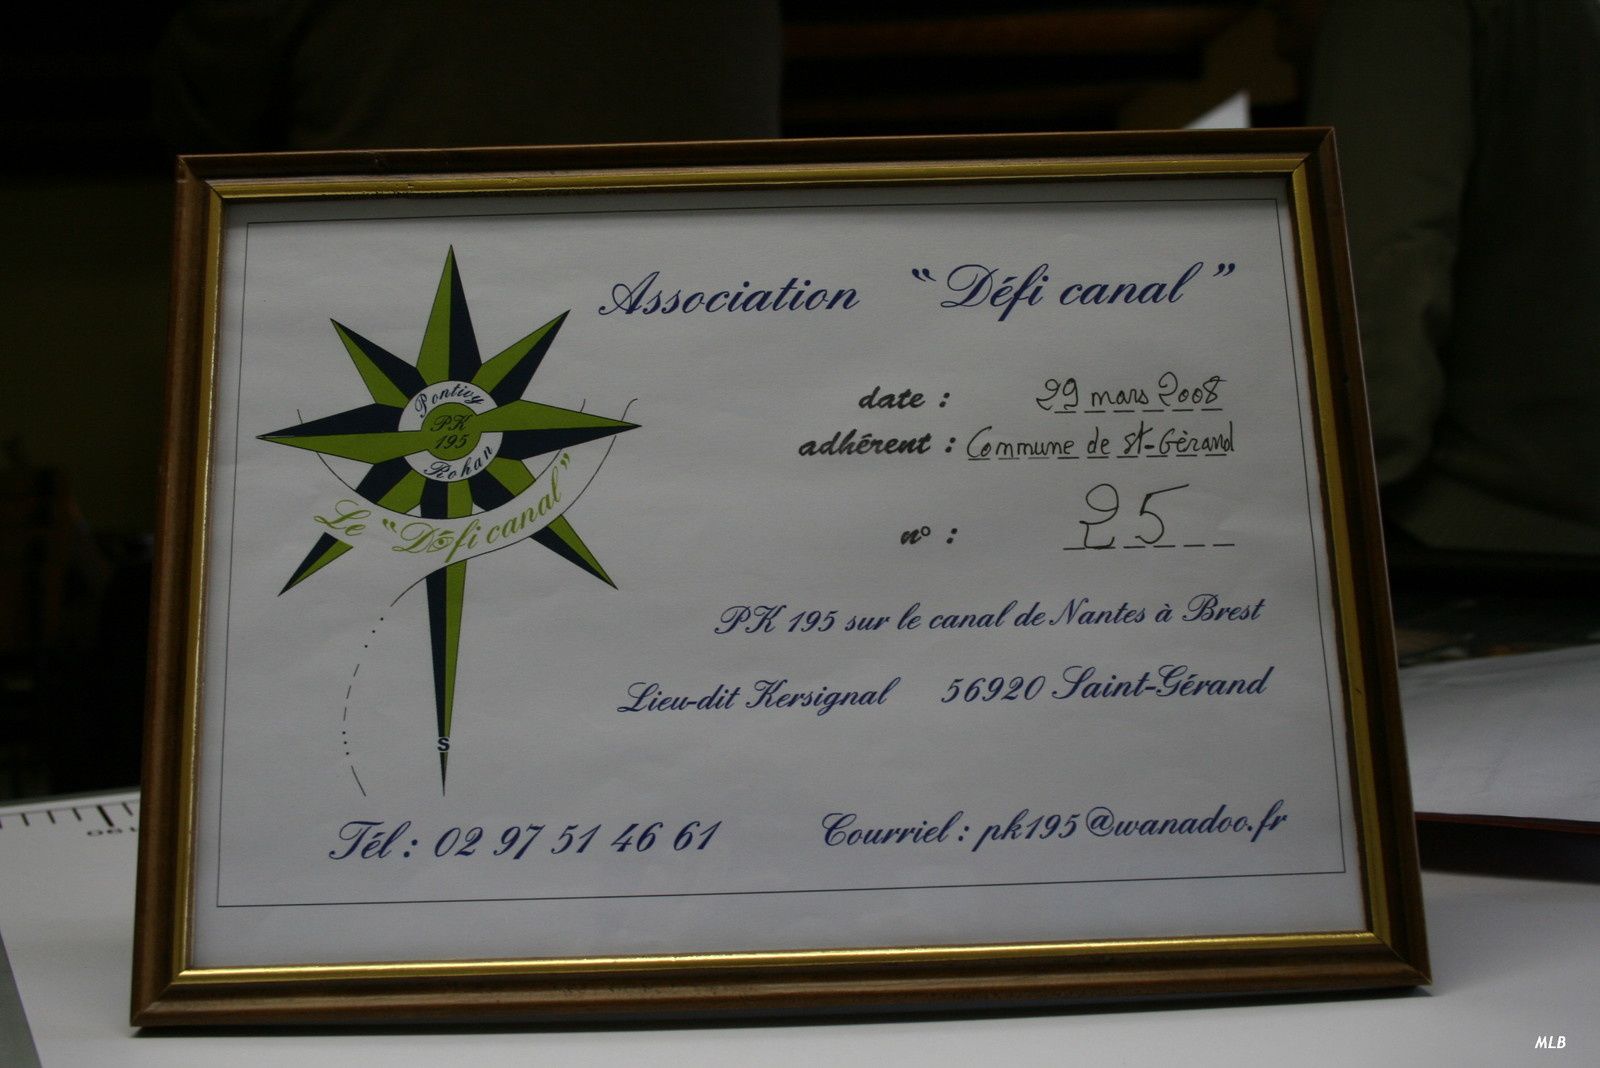 Association “Défi canal”
date : 29 mars 2008
adhérent : Commune de St-Gérand
n° : 25
Pontivy
PK
195
Rohan
Le “Défi canal”
PK 195 sur le canal de Nantes à Brest
Lieu-dit Kersignal 56920 Saint-Gérand
S
Tél : 02 97 51 46 61 Courriel : pk195@wanadoo.fr
190
MLB